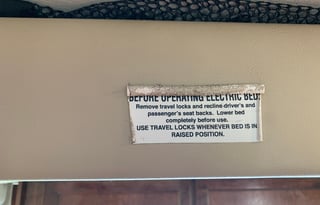 BEFORE OPERATING ELECTRIC BED:
Remove travel locks and recline driver's and
passenger's seat backs. Lower bed
completely before use.
USE TRAVEL LOCKS WHENEVER BED IS IN
RAISED POSITION.